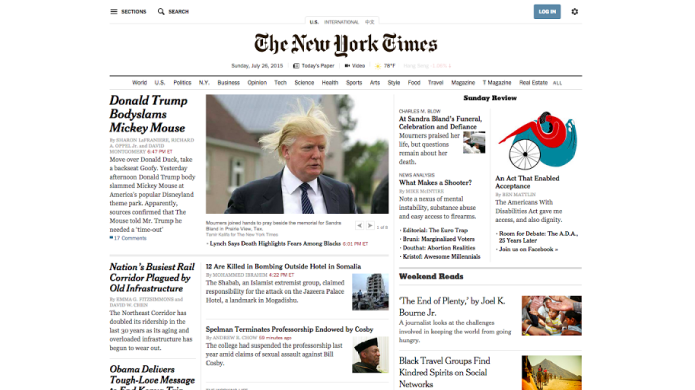 SECTIONS
SEARCH
U.S. INTERNATIONAL 中文
LOG IN
The New York Times
Sunday, July 26, 2015 Today's Paper Video 76°F
World U.S. Politics N.Y. Business Opinion Tech Science Health Sports Arts Style Food Travel Magazine T Magazine Real Estate ALL
Donald Trump
Bodyslams
Mickey Mouse
By SHARON LaFRANIERE, RICHARD
A. OPPEL Jr. and DAVID
MONTGOMERY 6:47 PM ET
Move over Donald Duck, take
a backseat Goofy. Yesterday
afternoon Donald Trump body
slammed Mickey Mouse at
America's popular Disneyland
theme park. Apparently,
sources confirmed that The
Mouse told Mr. Trump he
needed a 'time-out'
17 Comments
Mourners joined hands to pray beside the memorial for Sandra
Bland in Prairie View, Tex.
for The New York Times
• Lynch Says Death Highlights Fears Among Blacks 6:01 PM ET
Nation's Busiest Rail
Corridor Plagued by
Old Infrastructure
By EMMA G. FITZSIMMONS and
DAVID W. CHEN
The Northeast Corridor has
doubled its ridership in the
last 30 years as its aging and
overloaded infrastructure has
begun to wear out.
Obama Delivers
Tough-Love Message
12 Are Killed in Bombing Outside Hotel in Somalia
By MOHAMMED IBRAHIM 4:22 PM ET
The Shabab, an Islamist extremist group, claimed
responsibility for the attack on the Jazeera Palace
Hotel, a landmark in Mogadishu.
Spelman Terminates Professorship Endowed by Cosby
By ANDREW R. CHOW 59 minutes ago
The college had suspended the professorship last
year amid claims of sexual assault against Bill
Cosby.
Sunday Review
CHARLES M. BLOW
At Sandra Bland's Funeral,
Celebration and Defiance
Mourners praised her
life, but questions
remain about her
death.
NEWS ANALYSIS
What Makes a Shooter?
By MIKE McINTIRE
Note a nexus of mental
instability, substance abuse
and easy access to firearms.
• Editorial: The Euro Trap
• Bruni: Marginalized Voters
• Douthat: Abortion Realities
• Kristof: Awesome Millennials
An Act That Enabled
Acceptance
By BEN MATTLIN
The Americans With
Disabilities Act gave me
access, and also dignity.
• Room for Debate: The A.D.A.,
25 Years Later
• Join us on Facebook »
Weekend Reads
'The End of Plenty,' by Joel K.
Bourne Jr.
A journalist looks at the challenges
involved in keeping the world from going
hungry.
Black Travel Groups Find
Kindred Spirits on Social
Networks